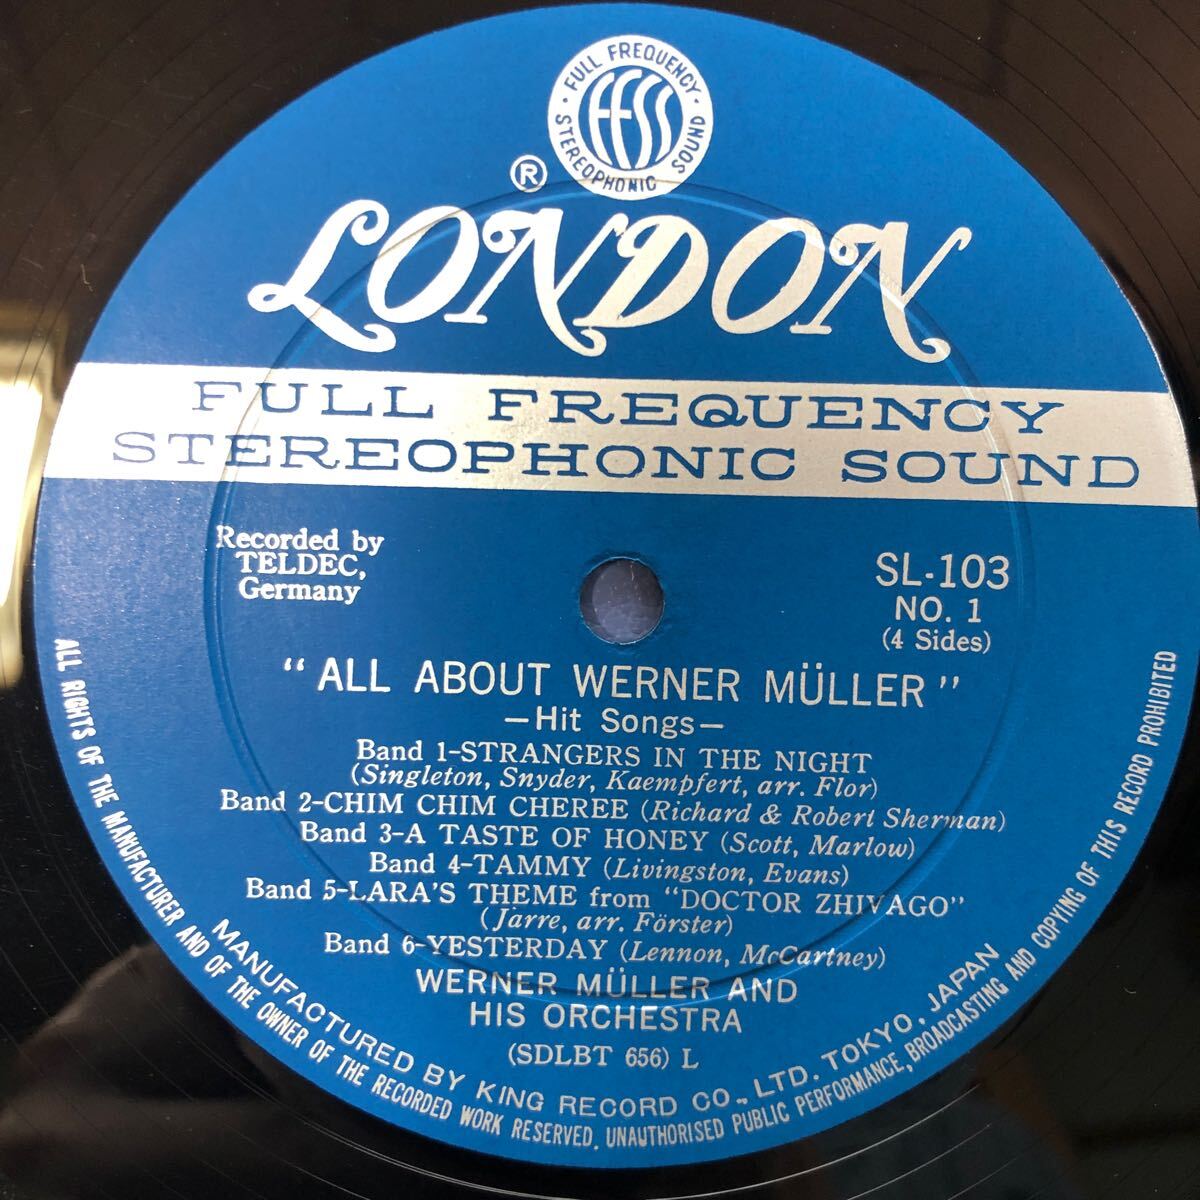 · FULL FREQUENCY · STEREOPHONIC SOUND
FFSS
®
LONDON
FULL FREQUENCY
STEREOPHONIC SOUND
Recorded by
TELDEC,
Germany
SL-103
NO. 1
(4 Sides)
"ALL ABOUT WERNER MÜLLER"
—Hit Songs—
Band 1-STRANGERS IN THE NIGHT
(Singleton, Snyder, Kaempfert, arr. Flor)
Band 2-CHIM CHIM CHEREE (Richard & Robert Sherman)
Band 3-A TASTE OF HONEY (Scott, Marlow)
Band 4-TAMMY (Livingston, Evans)
Band 5-LARA'S THEME from "DOCTOR ZHIVAGO"
(Jarre, arr. Förster)
Band 6-YESTERDAY (Lennon, McCartney)
WERNER MÜLLER AND
HIS ORCHESTRA
(SDLBT 656) L
MANUFACTURED BY KING RECORD CO., LTD. TOKYO, JAPAN
ALL RIGHTS OF THE MANUFACTURER AND OF THE OWNER OF THE RECORDED WORK RESERVED. UNAUTHORISED PUBLIC PERFORMANCE, BROADCASTING AND COPYING OF THIS RECORD PROHIBITED